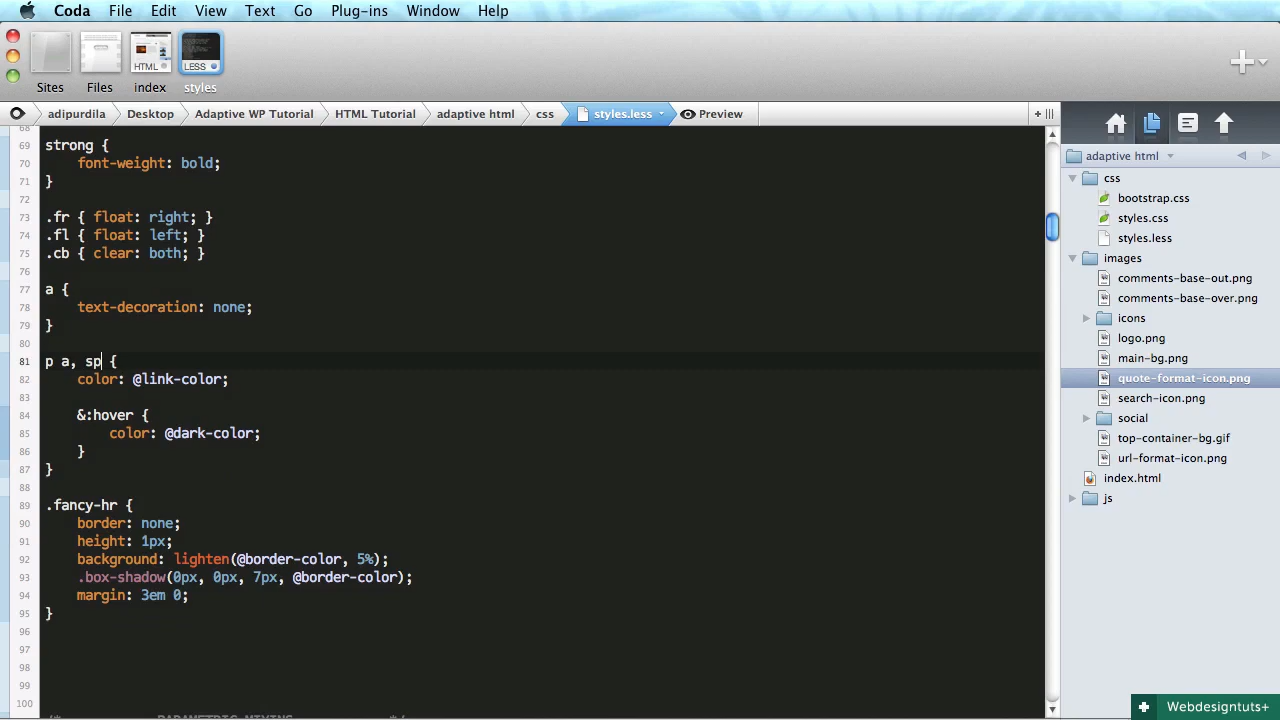 Coda File Edit View Text Go Plug-ins Window Help
HTML LESS
Sites Files index styles
adipurdila Desktop Adaptive WP Tutorial HTML Tutorial adaptive html css styles.less Preview
adaptive html
68
69 strong {
70 font-weight: bold;
71 }
72
73 .fr { float: right; }
74 .fl { float: left; }
75 .cb { clear: both; }
76
77 a {
78 text-decoration: none;
79 }
80
81 p a, sp {
82 color: @link-color;
83
84 &:hover {
85 color: @dark-color;
86 }
87 }
88
89 .fancy-hr {
90 border: none;
91 height: 1px;
92 background: lighten(@border-color, 5%);
93 .box-shadow(0px, 0px, 7px, @border-color);
94 margin: 3em 0;
95 }
96
97
98
99
100
css
bootstrap.css
styles.css
styles.less
images
comments-base-out.png
comments-base-over.png
icons
logo.png
main-bg.png
quote-format-icon.png
search-icon.png
social
top-container-bg.gif
url-format-icon.png
index.html
js
Webdesigntuts+